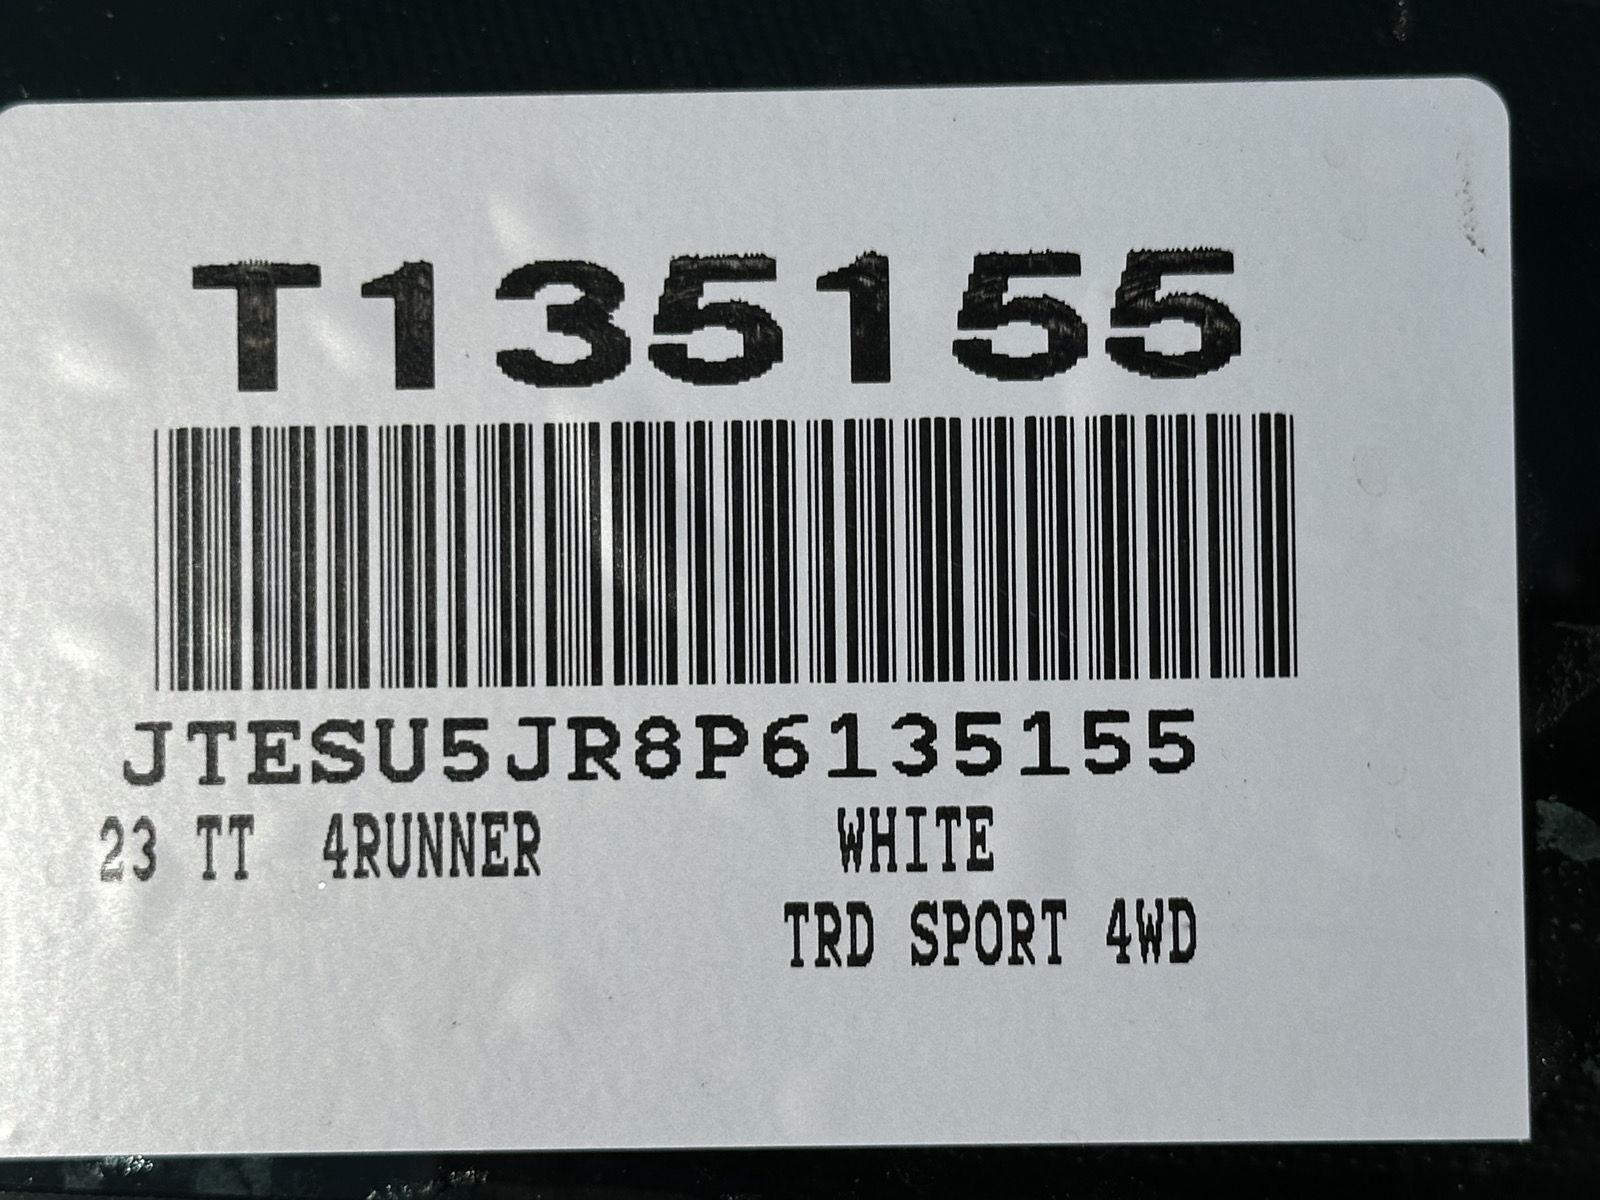 T135155
JTESU5JR8P6135155
23 TT 4RUNNER WHITE
TRD SPORT 4WD